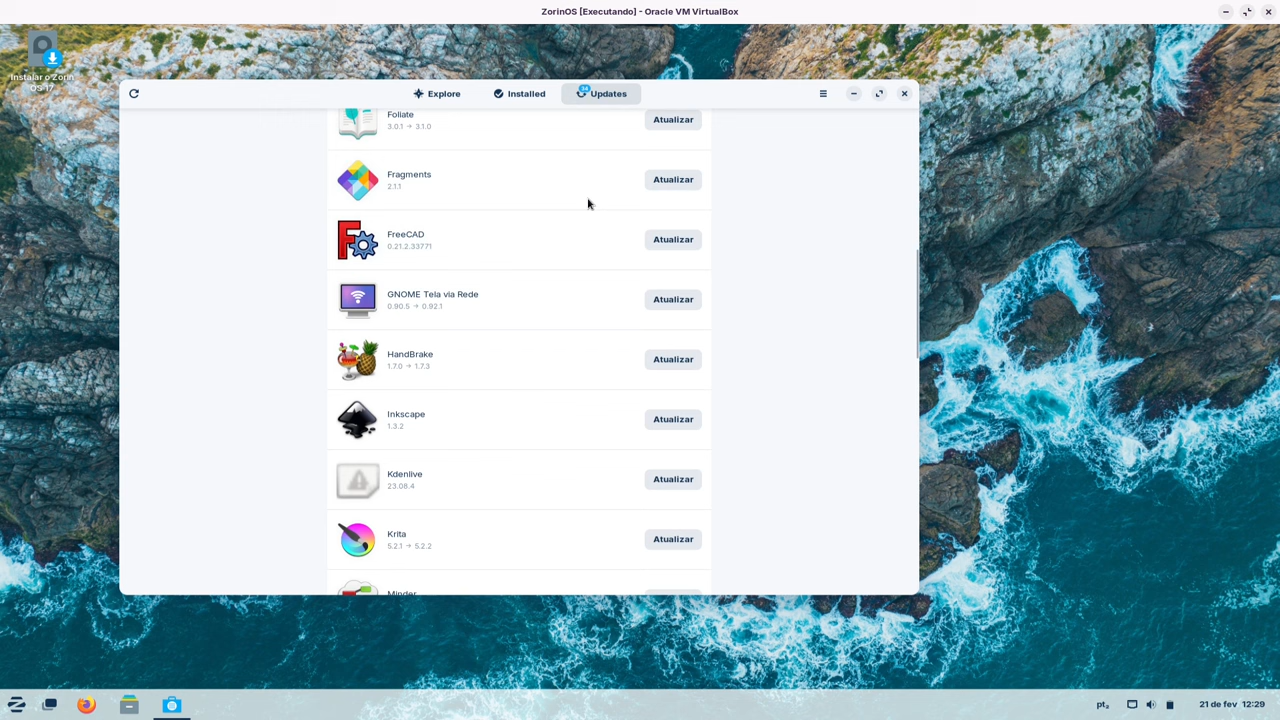 ZorinOS [Executando] - Oracle VM VirtualBox
Instalar o Zorin
OS 17
Explore
Installed
Updates
Foliate
3.0.1 → 3.1.0
Atualizar
Fragments
2.1.1
Atualizar
FreeCAD
0.21.2.33771
Atualizar
GNOME Tela via Rede
0.90.5 → 0.92.1
Atualizar
HandBrake
1.7.0 → 1.7.3
Atualizar
Inkscape
1.3.2
Atualizar
Kdenlive
23.08.4
Atualizar
Krita
5.2.1 → 5.2.2
Atualizar
Minder
pt₂
21 de fev 12:29